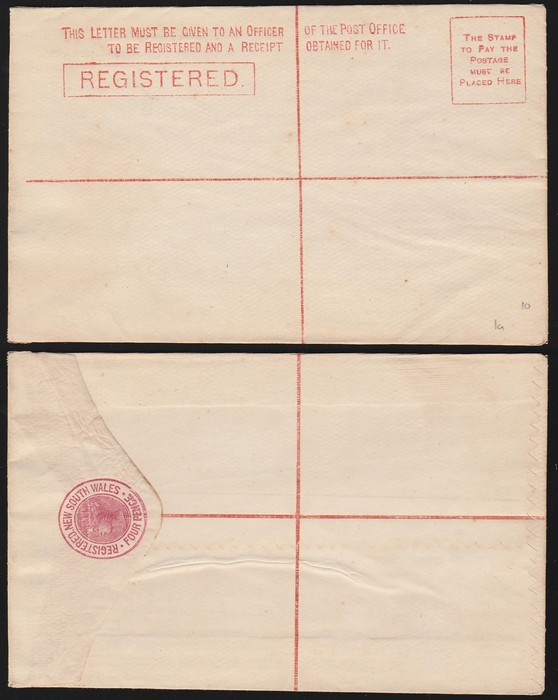 THIS LETTER MUST BE GIVEN TO AN OFFICER OF THE POST OFFICE
TO BE REGISTERED AND A RECEIPT OBTAINED FOR IT.
REGISTERED.
THE STAMP
TO PAY THE
POSTAGE
MUST BE
PLACED HERE
10
1a
REGISTERED NEW SOUTH WALES · FOUR PENCE ·